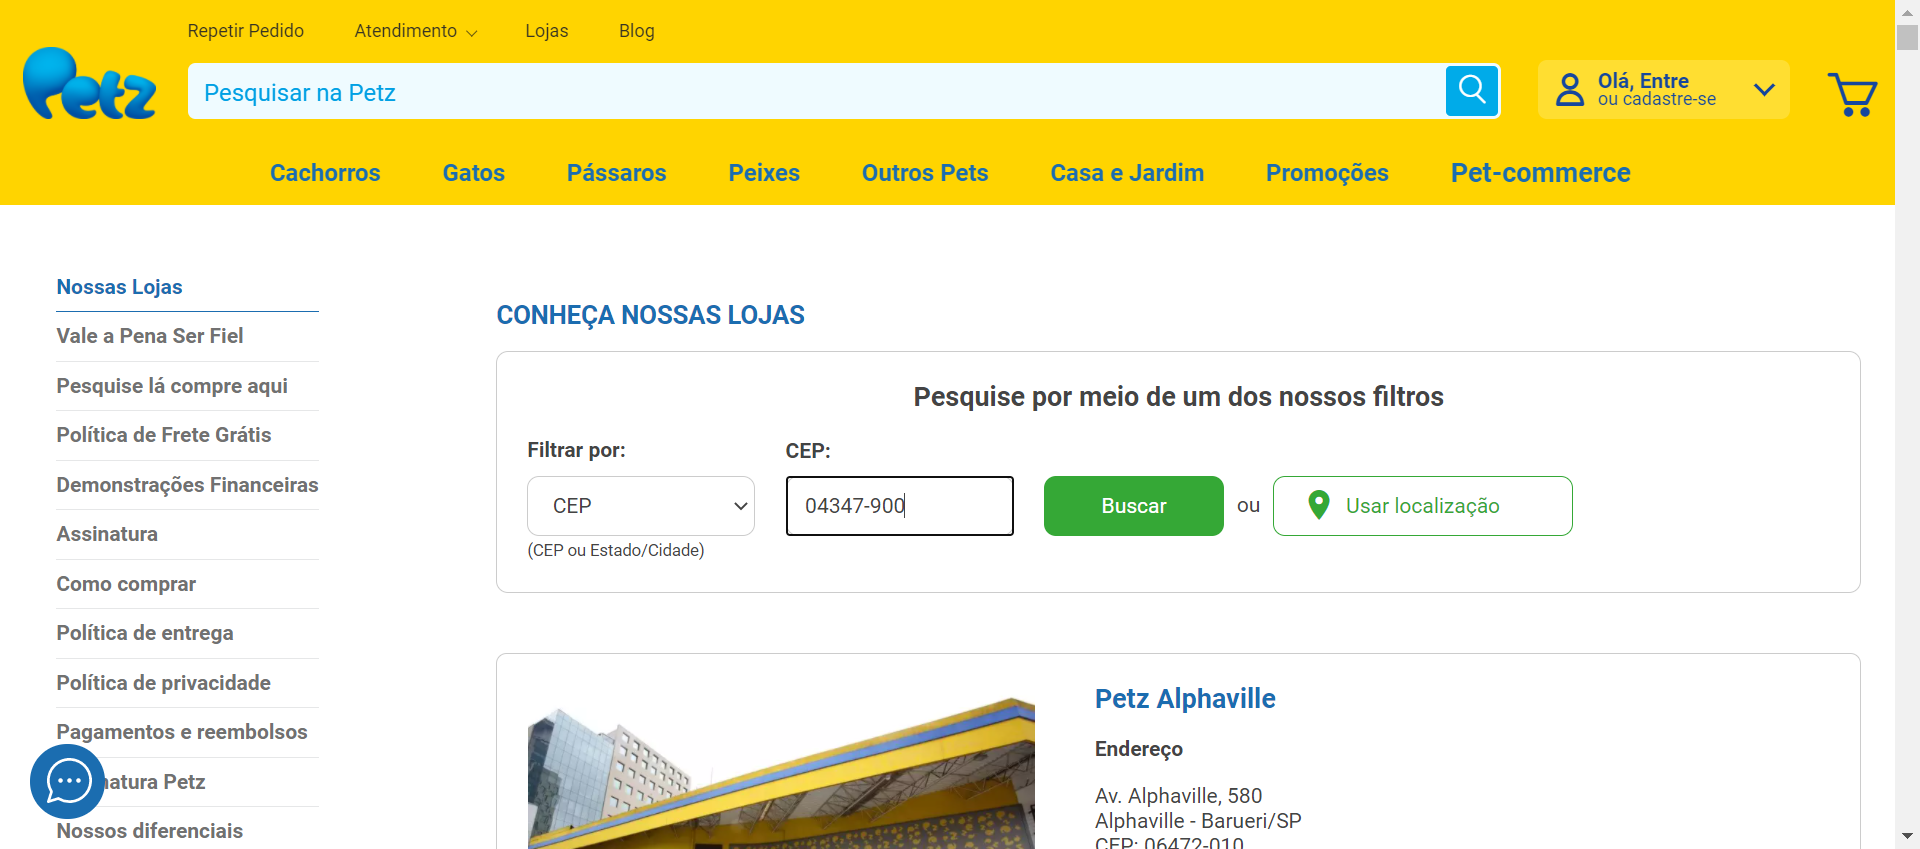 Repetir Pedido
Atendimento
Lojas
Blog
Petz
Pesquisar na Petz
Olá, Entre
ou cadastre-se
Cachorros
Gatos
Pássaros
Peixes
Outros Pets
Casa e Jardim
Promoções
Pet-commerce
Nossas Lojas
Vale a Pena Ser Fiel
Pesquise lá compre aqui
Política de Frete Grátis
Demonstrações Financeiras
Assinatura
Como comprar
Política de entrega
Política de privacidade
Pagamentos e reembolsos
natura Petz
Nossos diferenciais
CONHEÇA NOSSAS LOJAS
Pesquise por meio de um dos nossos filtros
Filtrar por:
CEP
(CEP ou Estado/Cidade)
CEP:
04347-900
Buscar
ou
Usar localização
Petz Alphaville
Endereço
Av. Alphaville, 580
Alphaville - Barueri/SP
CEP: 06472-010